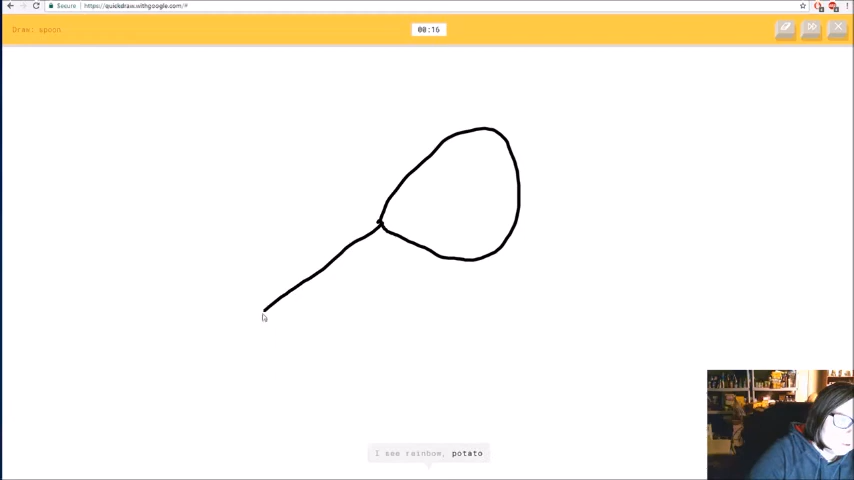 Secure https://quickdraw.withgoogle.com/#
Draw: spoon
00:16
I see rainbow, potato